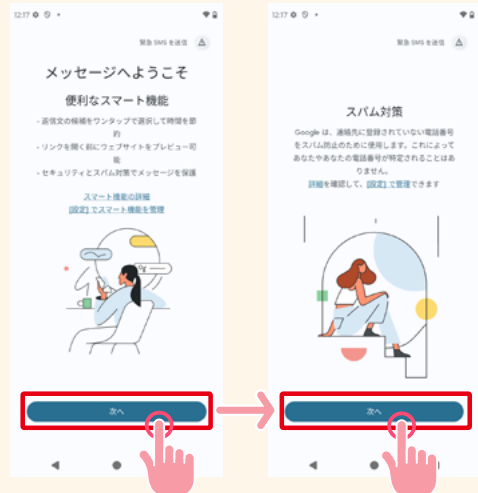 12:17
緊急 SMS を送信
メッセージへようこそ
便利なスマート機能
- 返信文の候補をワンタップで選択して時間を節
約
- リンクを開く前にウェブサイトをプレビュー可
能
- セキュリティとスパム対策でメッセージを保護
スマート機能の詳細
[設定] でスマート機能を管理
次へ
12:17
緊急 SMS を送信
スパム対策
Google は、連絡先に登録されていない電話番号
をスパム防止のために使用します。これによって
あなたやあなたの電話番号が特定されることはあ
りません。
詳細を確認して、[設定] で管理できます
次へ